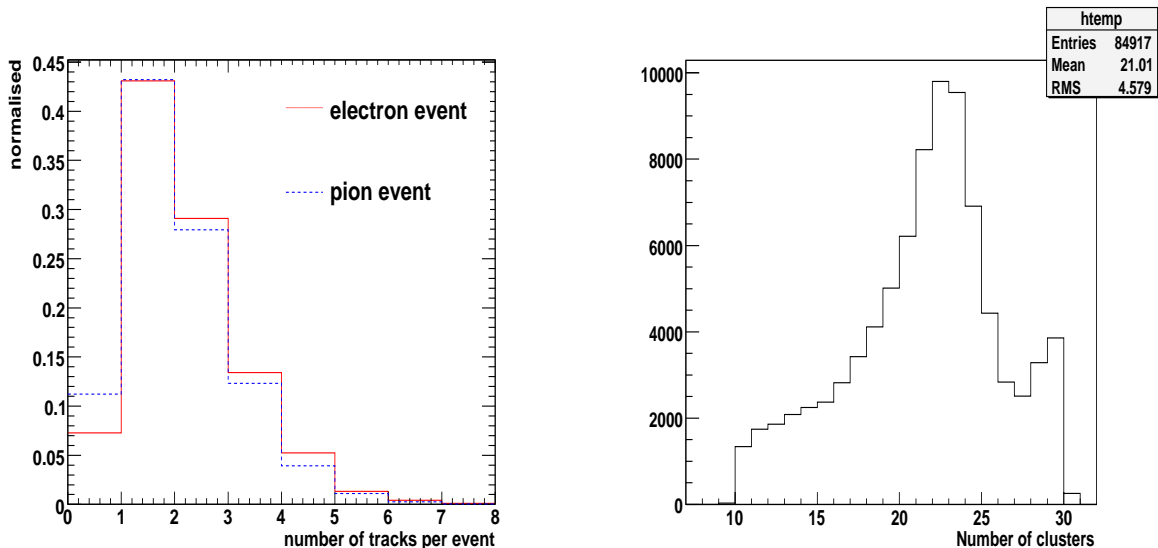 normalised
0.45
0.4
0.35
0.3
0.25
0.2
0.15
0.1
0.05
0
electron event
pion event
0 1 2 3 4 5 6 7 8
number of tracks per event
htemp
Entries 84917
Mean 21.01
RMS 4.579
10000
8000
6000
4000
2000
0
10 15 20 25 30
Number of clusters